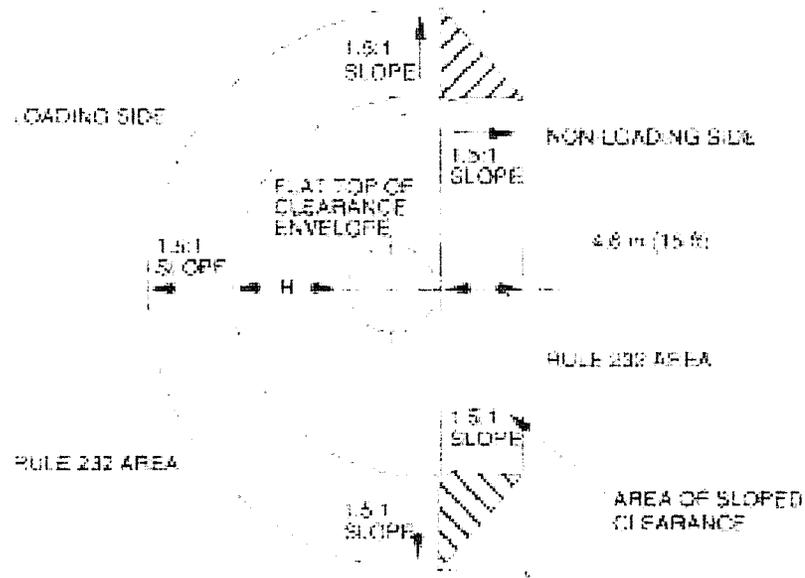 1.5:1
SLOPE
LOADING SIDE
NON-LOADING SIDE
1.5:1
SLOPE
FLAT TOP OF
CLEARANCE
ENVELOPE
1.5:1
SLOPE
4.6 m (15 ft)
H
RULE 232 AREA
1.5:1
SLOPE
RULE 232 AREA
1.5:1
SLOPE
AREA OF SLOPED
CLEARANCE